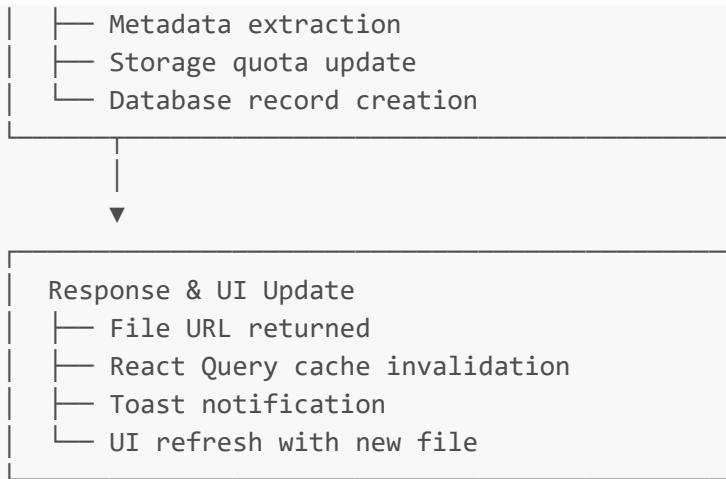 │   ├── Metadata extraction
│   ├── Storage quota update
│   └── Database record creation
└───────┬─────────────────────────────────────────
        │
        ▼
┌─────────────────────────────────────────────────
│   Response & UI Update
│   ├── File URL returned
│   ├── React Query cache invalidation
│   ├── Toast notification
│   └── UI refresh with new file
└─────────────────────────────────────────────────